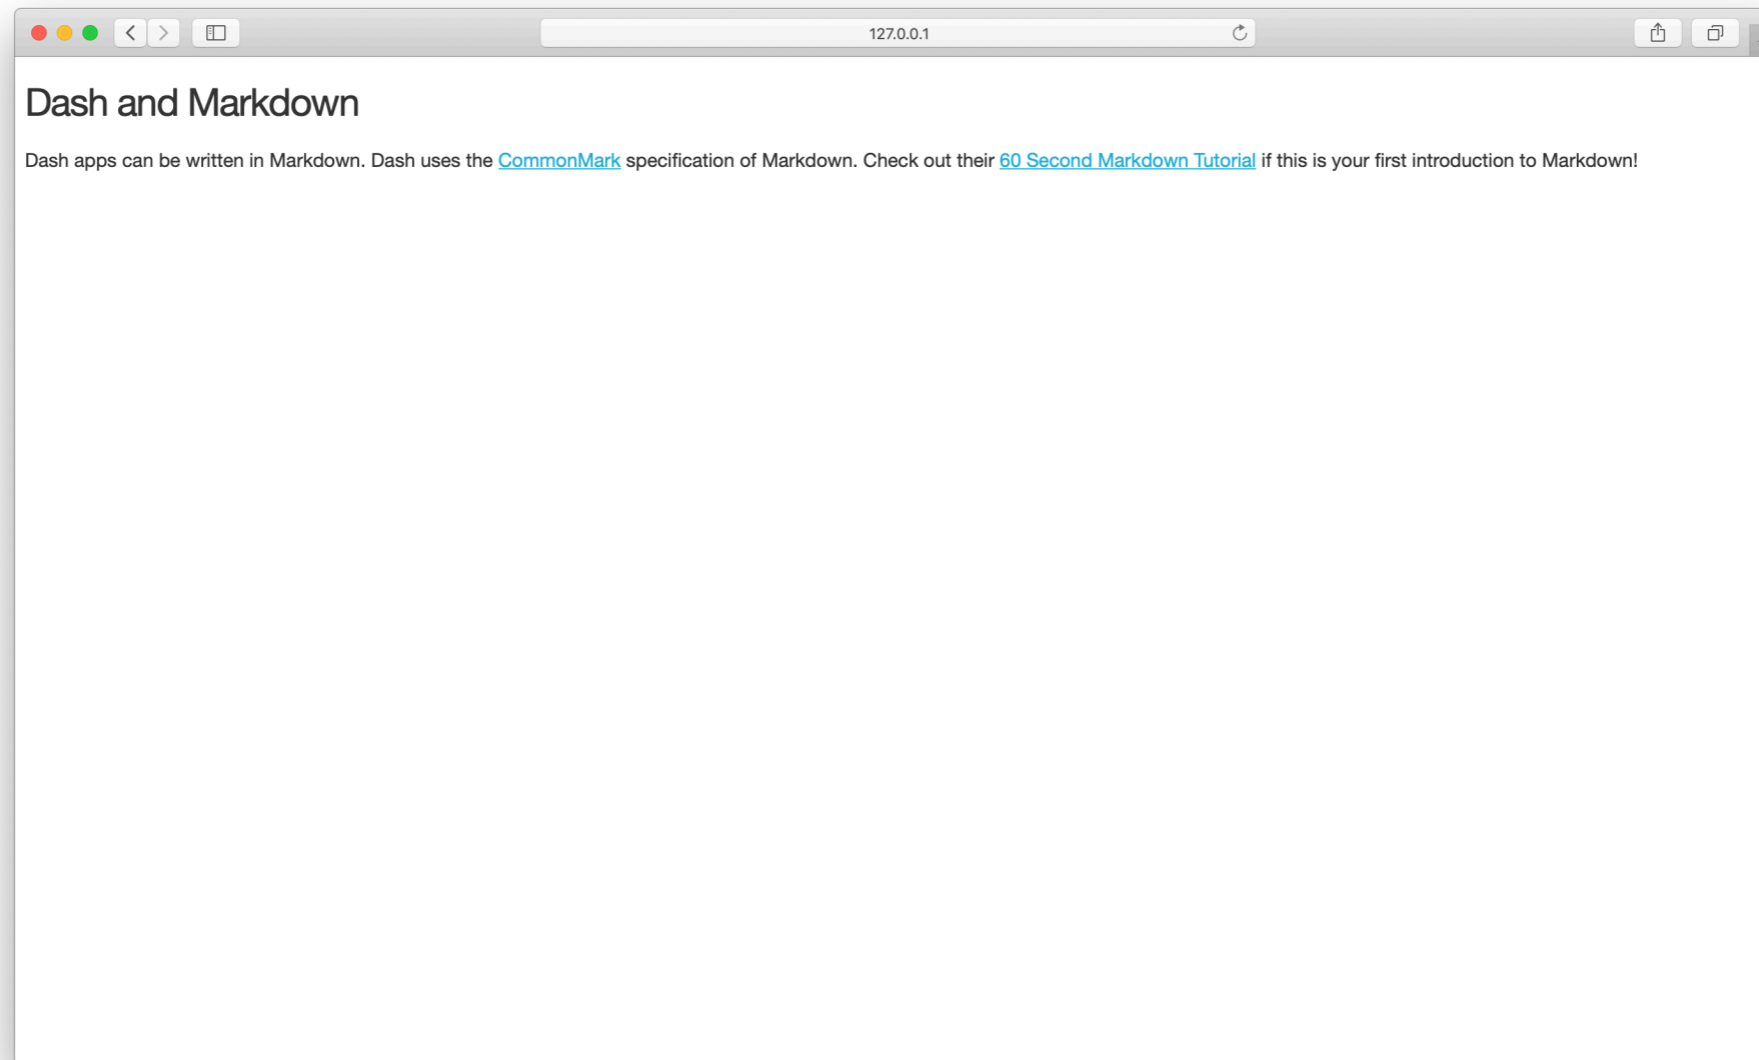 127.0.0.1
Dash and Markdown
Dash apps can be written in Markdown. Dash uses the CommonMark specification of Markdown. Check out their 60 Second Markdown Tutorial if this is your first introduction to Markdown!